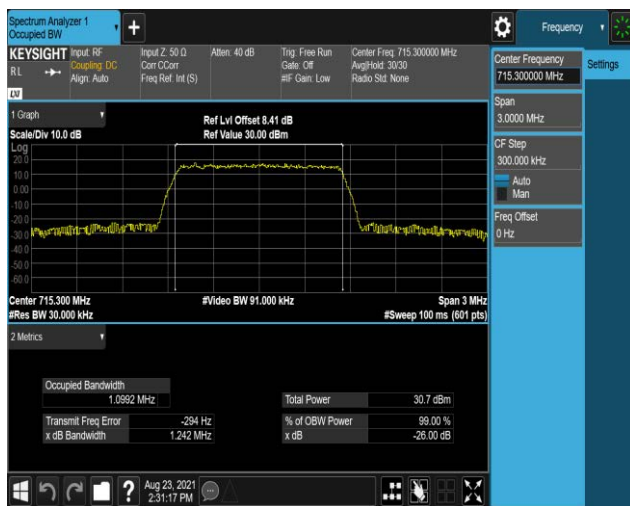 Spectrum Analyzer 1
Occupied BW
+
Frequency
KEYSIGHT
RL
LXI
Input: RF
Coupling: DC
Align: Auto
Input Z: 50 Ω
Corr CCorr
Freq Ref: Int (S)
Atten: 40 dB
Trig: Free Run
Gate: Off
#IF Gain: Low
Center Freq: 715.300000 MHz
Avg|Hold: 30/30
Radio Std: None
Center Frequency
715.300000 MHz
Settings
Span
3.0000 MHz
CF Step
300.000 kHz
Auto
Man
Freq Offset
0 Hz
1 Graph
Scale/Div 10.0 dB
Ref Lvl Offset 8.41 dB
Ref Value 30.00 dBm
Log
20.0
10.0
0.00
-10.0
-20.0
-30.0
-40.0
-50.0
-60.0
Center 715.300 MHz
#Video BW 91.000 kHz
Span 3 MHz
#Res BW 30.000 kHz
#Sweep 100 ms (601 pts)
2 Metrics
Occupied Bandwidth
1.0992 MHz
Total Power 30.7 dBm
Transmit Freq Error -294 Hz
% of OBW Power 99.00 %
x dB Bandwidth 1.242 MHz
x dB -26.00 dB
?
Aug 23, 2021
2:31:17 PM